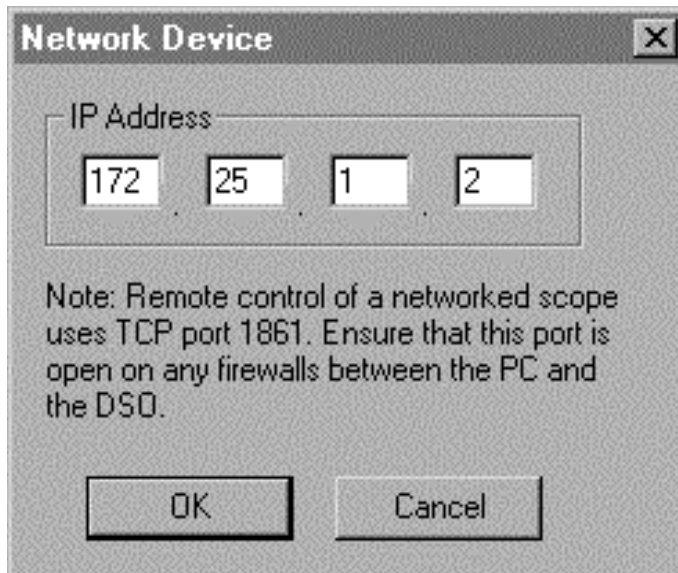 Network Device
IP Address
172 . 25 . 1 . 2
Note: Remote control of a networked scope
uses TCP port 1861. Ensure that this port is
open on any firewalls between the PC and
the DSO.
OK Cancel